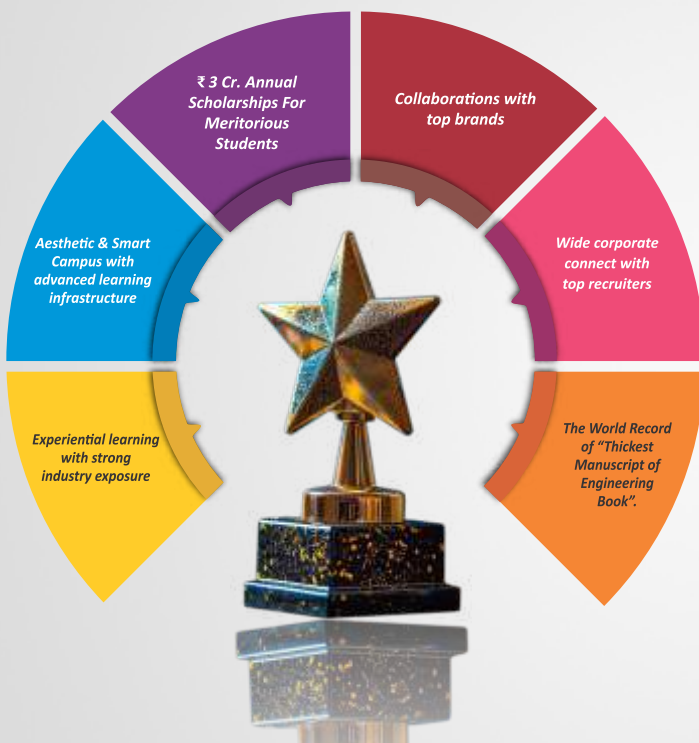 ₹ 3 Cr. Annual
Scholarships For
Meritorious
Students
Collaborations with
top brands
Aesthetic & Smart
Campus with
advanced learning
infrastructure
Wide corporate
connect with
top recruiters
Experiential learning
with strong
industry exposure
The World Record
of “Thickest
Manuscript of
Engineering
Book”.